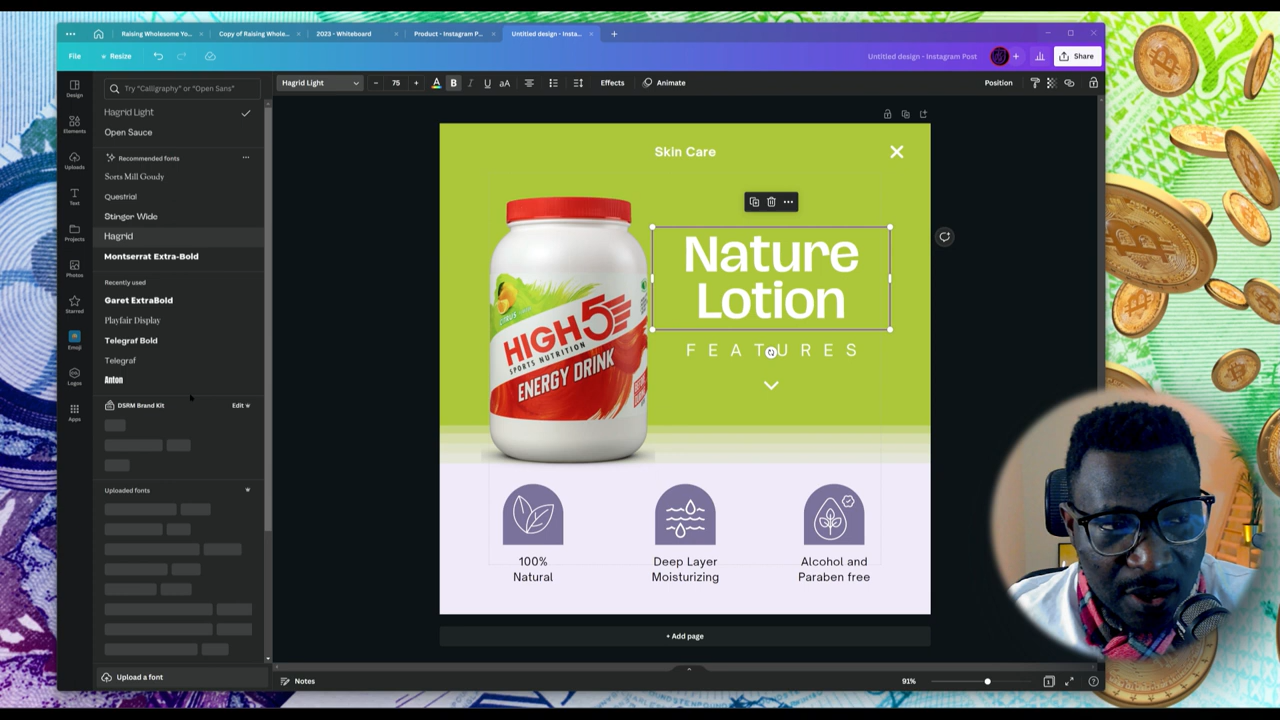 Raising Wholesome Yo...
Copy of Raising Whole...
2023 - Whiteboard
Product - Instagram P...
Untitled design - Insta...
File
Resize
Untitled design - Instagram Post
Share
Try "Calligraphy" or "Open Sans"
Hagrid Light
75
B
I
U
aA
Effects
Animate
Position
Design
Elements
Uploads
Text
Projects
Photos
Starred
Emoji
Logos
Apps
Hagrid Light
Open Sauce
Recommended fonts
Sorts Mill Goudy
Questrial
Stinger Wide
Hagrid
Montserrat Extra-Bold
Recently used
Garet ExtraBold
Playfair Display
Telegraf Bold
Telegraf
Anton
DSRM Brand Kit
Edit
Uploaded fonts
Upload a font
Skin Care
Nature
Lotion
FEATURES
CITRUS
HIGH5
SPORTS NUTRITION
ENERGY DRINK
100%
Natural
Deep Layer
Moisturizing
Alcohol and
Paraben free
+ Add page
Notes
91%
1